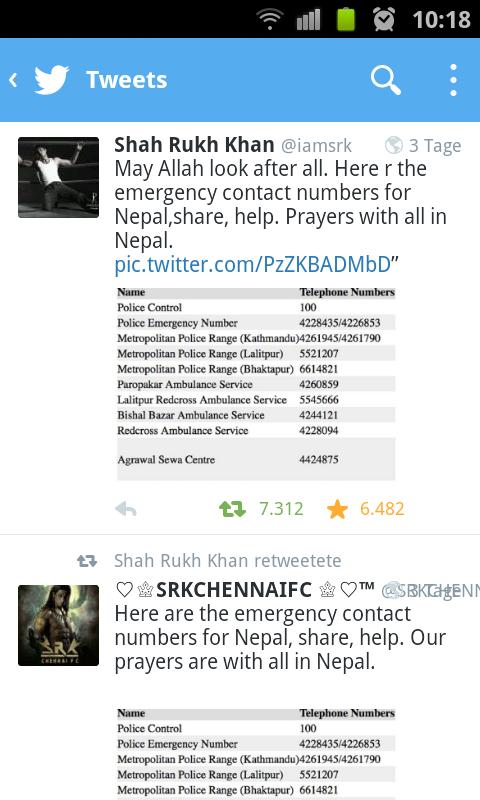 10:18
Tweets
Shah Rukh Khan @iamsrk 3 Tage
May Allah look after all. Here r the
emergency contact numbers for
Nepal,share, help. Prayers with all in
Nepal.
pic.twitter.com/PzZKBADMbD”
Name Telephone Numbers
Police Control 100
Police Emergency Number 4228435/4226853
Metropolitan Police Range (Kathmandu) 4261945/4261790
Metropolitan Police Range (Lalitpur) 5521207
Metropolitan Police Range (Bhaktapur) 6614821
Paropakar Ambulance Service 4260859
Lalitpur Redcross Ambulance Service 5545666
Bishal Bazar Ambulance Service 4244121
Redcross Ambulance Service 4228094
Agrawal Sewa Centre 4424875
7.312 6.482
Shah Rukh Khan retweetete
♡♕SRKCHENNAIFC ♕♡™ @SRKCHENN 3 Tage
Here are the emergency contact
numbers for Nepal, share, help. Our
prayers are with all in Nepal.
SRK
CHENNAI FC
Name Telephone Numbers
Police Control 100
Police Emergency Number 4228435/4226853
Metropolitan Police Range (Kathmandu) 4261945/4261790
Metropolitan Police Range (Lalitpur) 5521207
Metropolitan Police Range (Bhaktapur) 6614821